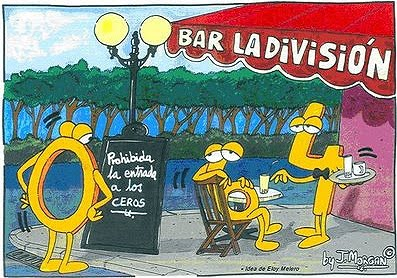 BAR LA DIVISIÓN
Prohibida
la entrada
a los
CEROS
• Idea de Eloy Melero
by J.Morgan